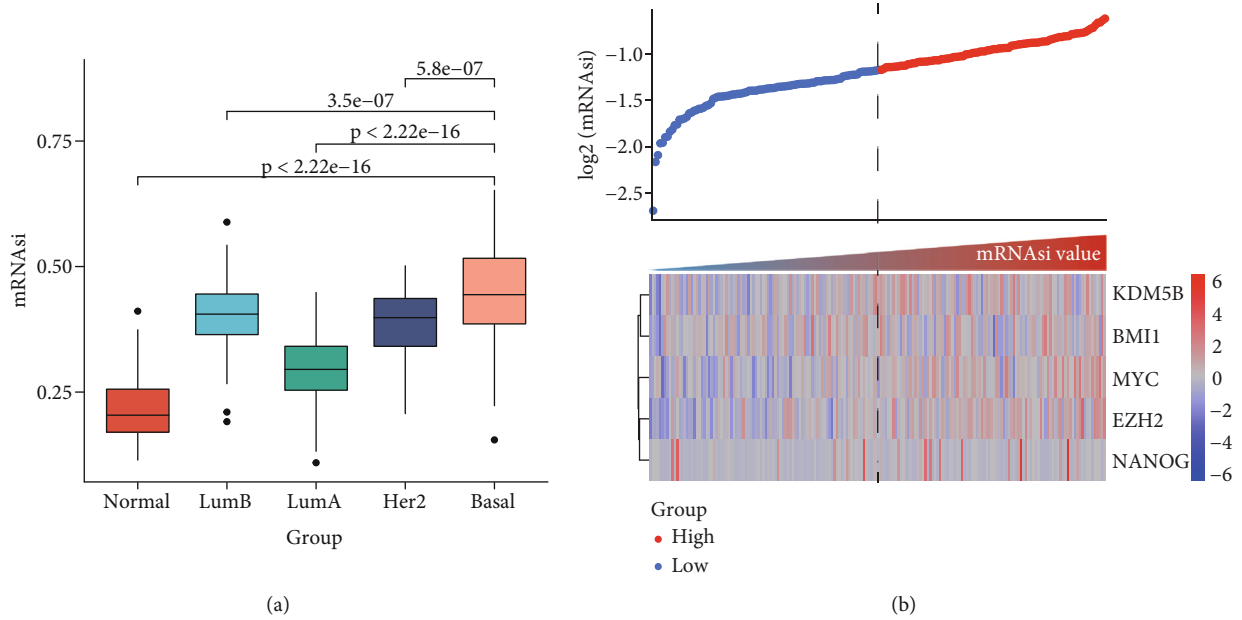 5.8e−07
3.5e−07
p < 2.22e−16
p < 2.22e−16
0.75
0.50
0.25
mRNAsi
Normal LumB LumA Her2 Basal
Group
(a)
−1.0
−1.5
−2.0
−2.5
log2 (mRNAsi)
mRNAsi value
KDM5B
BMI1
MYC
EZH2
NANOG
6
4
2
0
−2
−4
−6
Group
High
Low
(b)